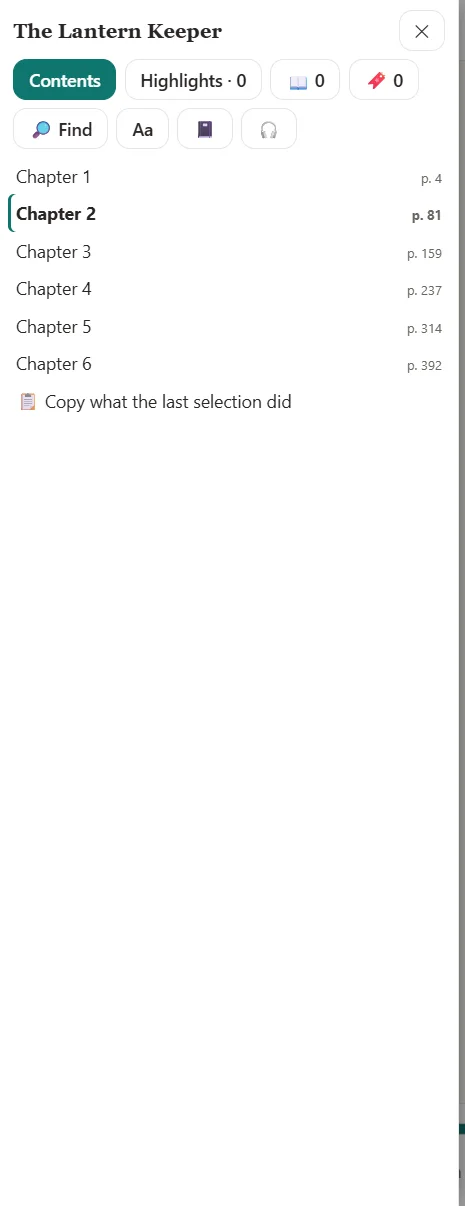 The Lantern Keeper
Contents Highlights · 0 0 0
Find Aa
Chapter 1 p. 4
Chapter 2 p. 81
Chapter 3 p. 159
Chapter 4 p. 237
Chapter 5 p. 314
Chapter 6 p. 392
Copy what the last selection did